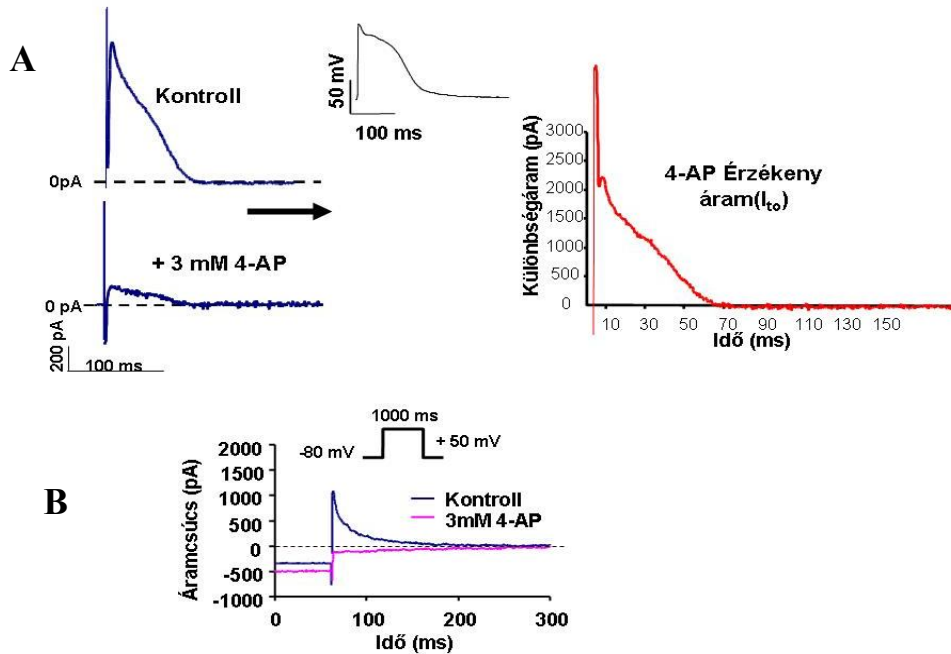 A
Kontroll
0pA
+ 3 mM 4-AP
0 pA
200 pA
100 ms
50 mV
100 ms
Különbségáram (pA)
3000
2500
2000
1500
1000
500
0
4-AP Érzékeny
áram(Ito)
10 30 50 70 90 110 130 150
Idő (ms)
B
1000 ms
-80 mV
+ 50 mV
Kontroll
3mM 4-AP
Áramcsúcs (pA)
2000
1500
1000
500
0
-500
-1000
0 100 200 300
Idő (ms)